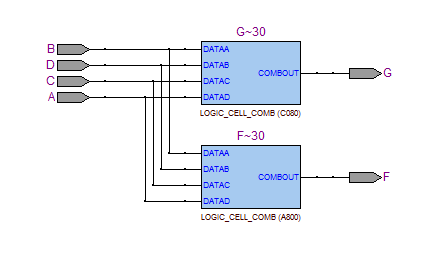 G~30
B
DATAA
D
DATAB
COMBOUT
G
C
DATAC
A
DATAD
LOGIC_CELL_COMB (C080)
F~30
DATAA
DATAB
COMBOUT
F
DATAC
DATAD
LOGIC_CELL_COMB (A800)